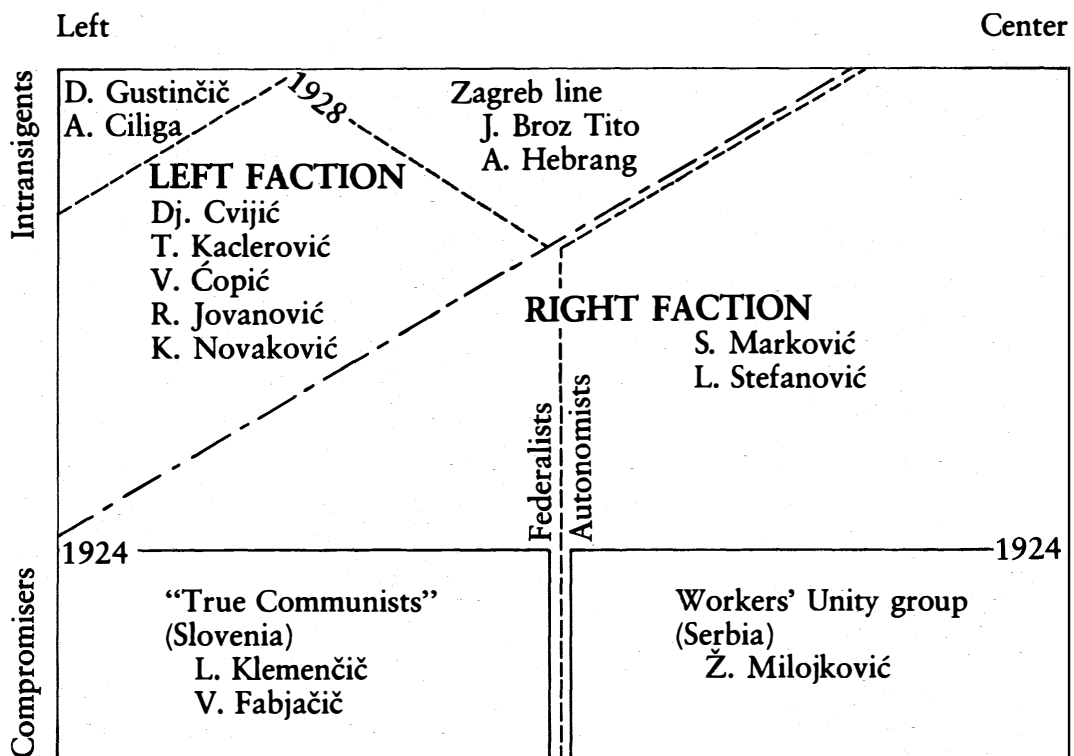 Left
Center
Intransigents
D. Gustinčič
A. Ciliga
1928
Zagreb line
J. Broz Tito
A. Hebrang
LEFT FACTION
Dj. Cvijić
T. Kaclerović
V. Ćopić
R. Jovanović
K. Novaković
RIGHT FACTION
S. Marković
L. Stefanović
Federalists
Autonomists
1924
1924
Compromisers
“True Communists”
(Slovenia)
L. Klemenčič
V. Fabjačič
Workers’ Unity group
(Serbia)
Ž. Milojković